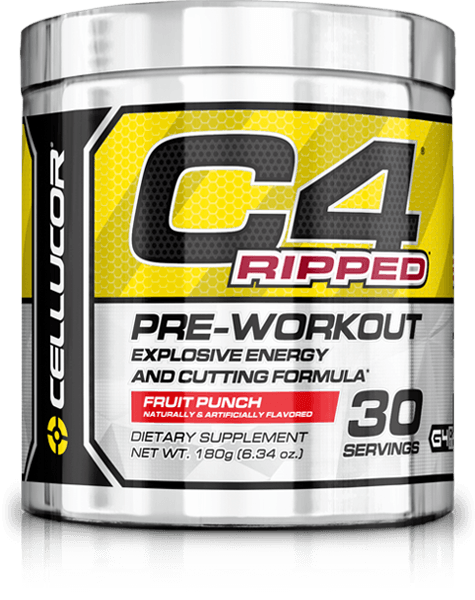 CELLUCOR®
C4®
RIPPED®
PRE-WORKOUT
EXPLOSIVE ENERGY
AND CUTTING FORMULA*
FRUIT PUNCH
NATURALLY & ARTIFICIALLY FLAVORED
30
SERVINGS
DIETARY SUPPLEMENT
NET WT. 180g (6.34 oz.)
G4